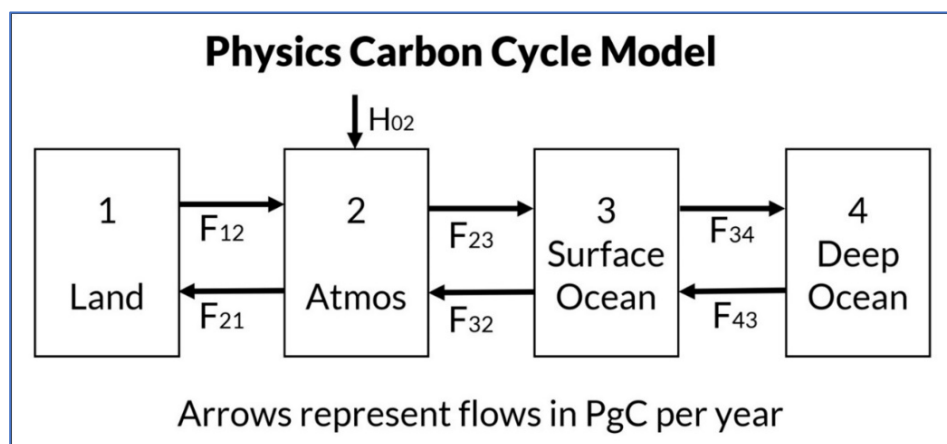 Physics Carbon Cycle Model
H02
1
2
3
4
F12
F23
F34
Surface
Deep
Land
Atmos
Ocean
Ocean
F21
F32
F43
Arrows represent flows in PgC per year